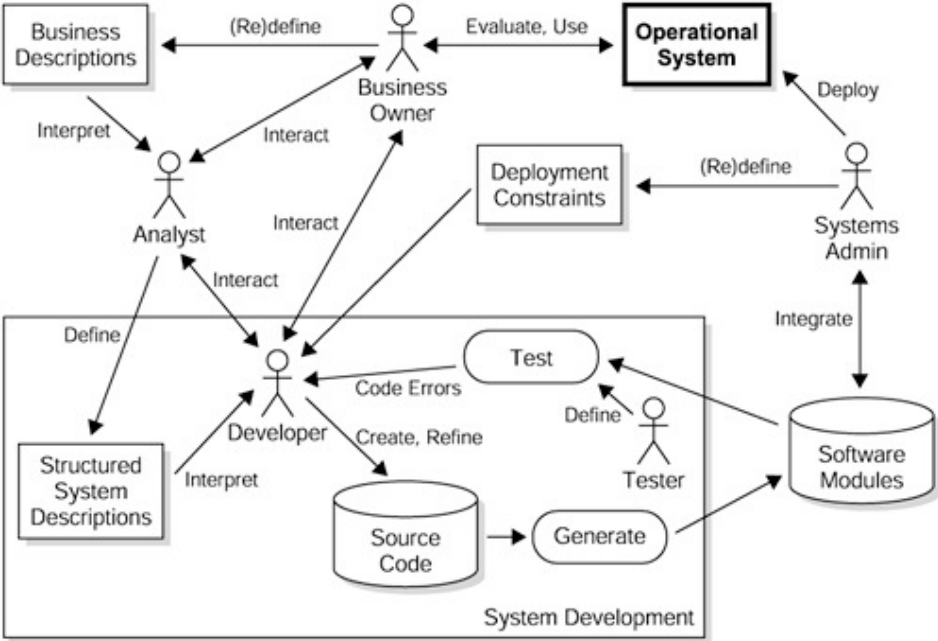 Business
Descriptions
(Re)define
Business
Owner
Evaluate, Use
Operational
System
Deploy
Interpret
Interact
Analyst
Interact
Deployment
Constraints
(Re)define
Systems
Admin
Interact
Integrate
Define
Developer
Code Errors
Test
Define
Tester
Create, Refine
Interpret
Structured
System
Descriptions
Source
Code
Generate
Software
Modules
System Development